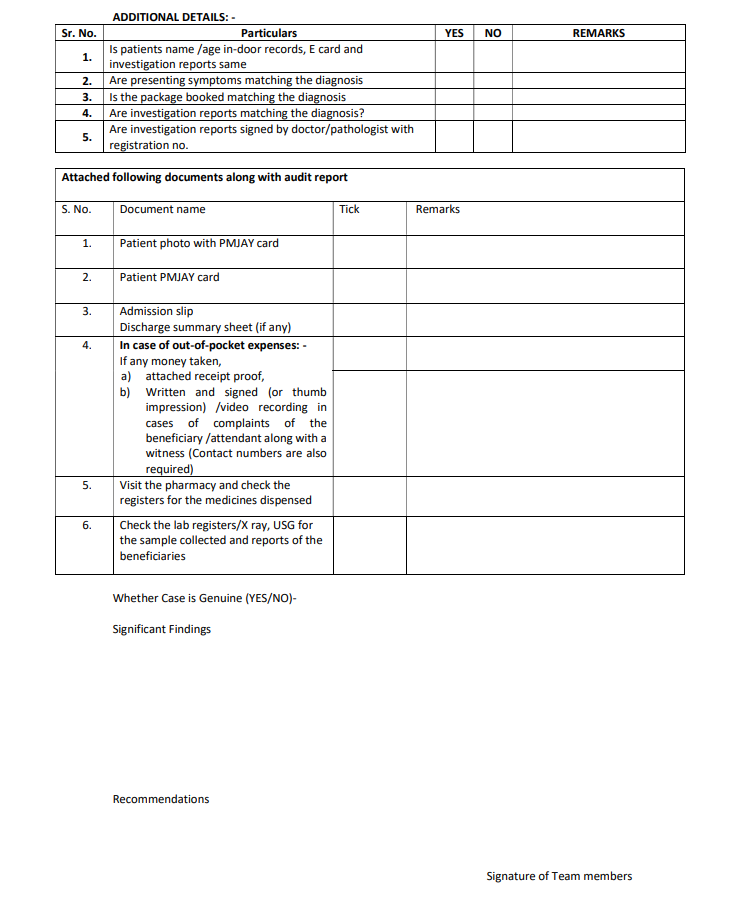 ADDITIONAL DETAILS: -
Sr. No. Particulars YES NO REMARKS
1. Is patients name /age in-door records, E card and
investigation reports same
2. Are presenting symptoms matching the diagnosis
3. Is the package booked matching the diagnosis
4. Are investigation reports matching the diagnosis?
5. Are investigation reports signed by doctor/pathologist with
registration no.
Attached following documents along with audit report
S. No. Document name Tick Remarks
1. Patient photo with PMJAY card
2. Patient PMJAY card
3. Admission slip
Discharge summary sheet (if any)
4. In case of out-of-pocket expenses: -
If any money taken,
a) attached receipt proof,
b) Written and signed (or thumb
impression) /video recording in
cases of complaints of the
beneficiary /attendant along with a
witness (Contact numbers are also
required)
5. Visit the pharmacy and check the
registers for the medicines dispensed
6. Check the lab registers/X ray, USG for
the sample collected and reports of the
beneficiaries
Whether Case is Genuine (YES/NO)-
Significant Findings
Recommendations
Signature of Team members